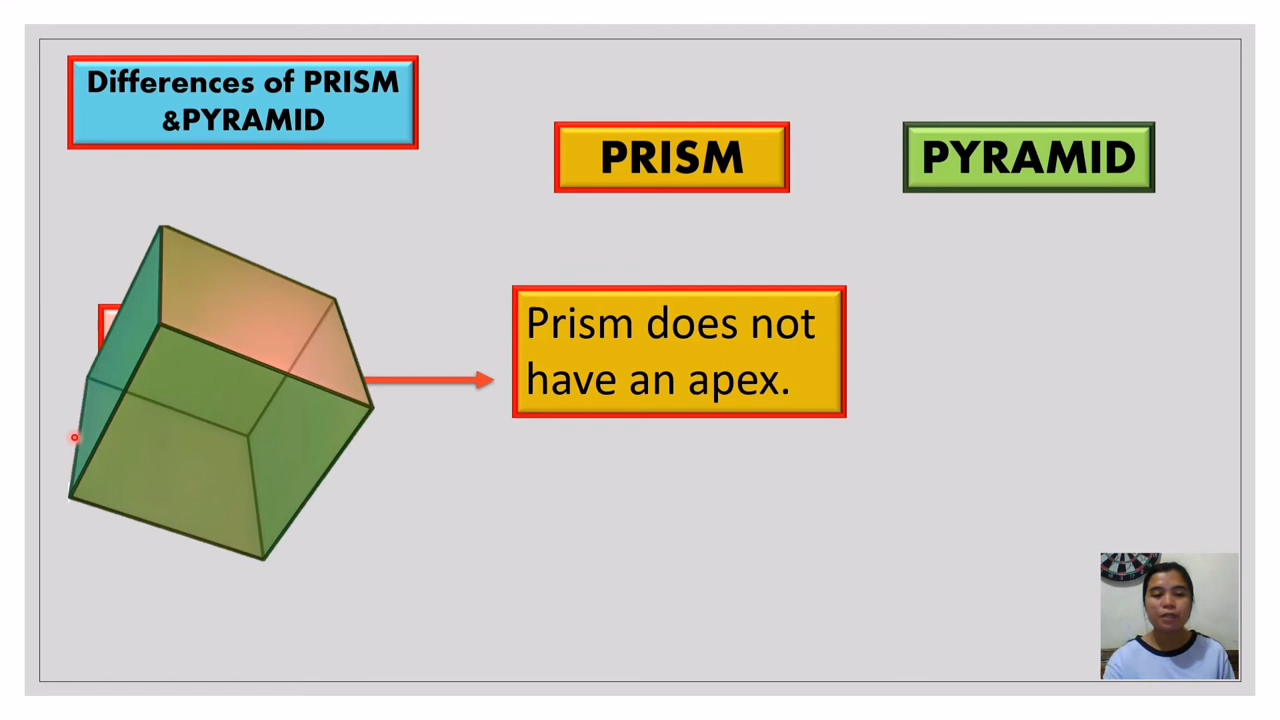 Differences of PRISM
&PYRAMID
PRISM
PYRAMID
Prism does not
have an apex.